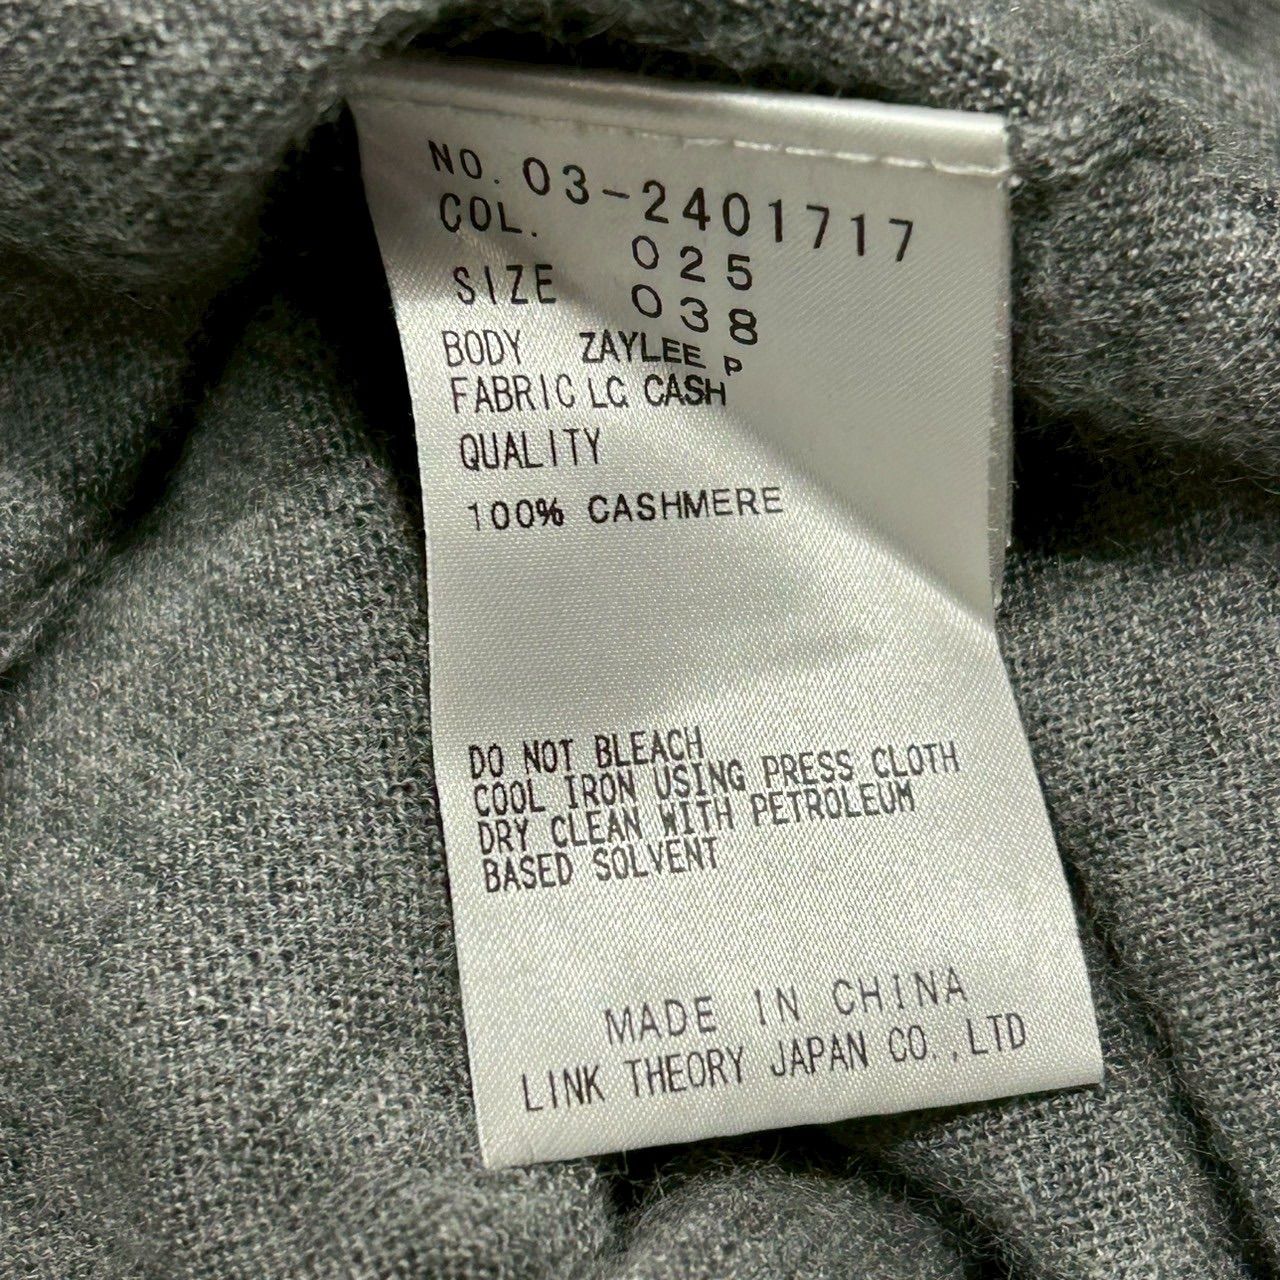 NO. 03-2401717
COL. 025
SIZE 038
BODY ZAYLEE P
FABRIC LC CASH
QUALITY
100% CASHMERE
DO NOT BLEACH
COOL IRON USING PRESS CLOTH
DRY CLEAN WITH PETROLEUM
BASED SOLVENT
MADE IN CHINA
LINK THEORY JAPAN CO.,LTD